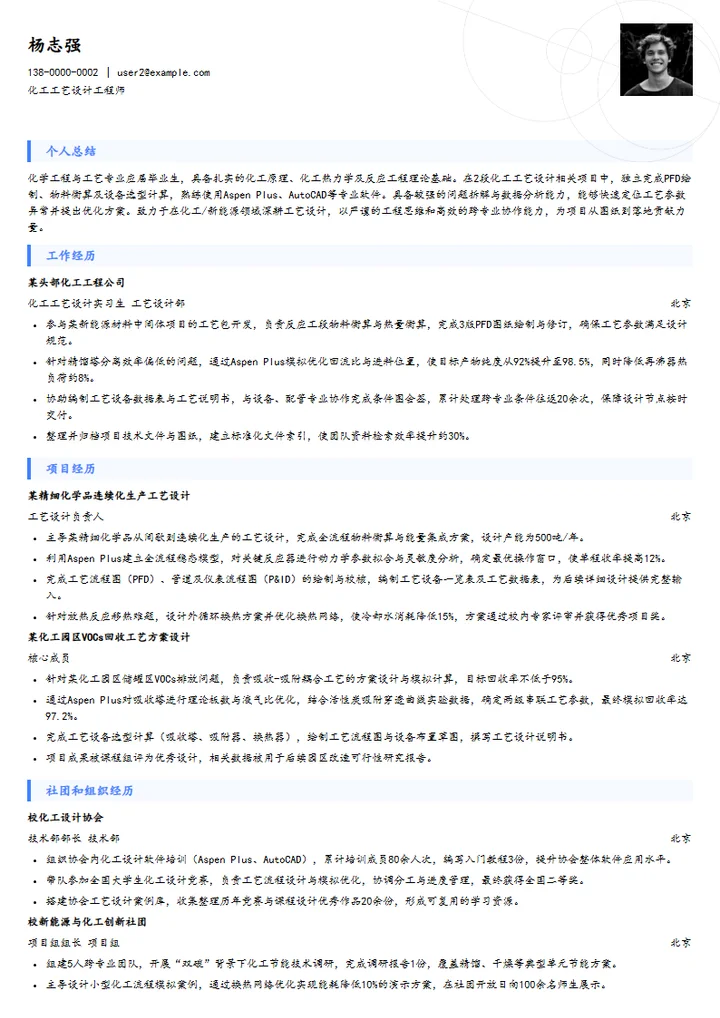 杨志强
138-0000-0002 | user2@example.com
化工工艺设计工程师
个人总结
化学工程与工艺专业应届毕业生，具备扎实的化工原理、化工热力学及反应工程理论基础。在2段化工工艺设计相关项目中，独立完成PFD绘
制、物料衡算及设备选型计算，熟练使用Aspen Plus、AutoCAD等专业软件。具备较强的问题拆解与数据分析能力，能够快速定位工艺参数
异常并提出优化方案。致力于在化工/新能源领域深耕工艺设计，以严谨的工程思维和高效的跨专业协作能力，为项目从图纸到落地贡献力
量。
工作经历
某头部化工工程公司
化工工艺设计实习生 工艺设计部 北京
• 参与某新能源材料中间体项目的工艺包开发，负责反应工段物料衡算与热量衡算，完成3版PFD图纸绘制与修订，确保工艺参数满足设计
规范。
• 针对精馏塔分离效率偏低的问题，通过Aspen Plus模拟优化回流比与进料位置，使目标产物纯度从92%提升至98.5%，同时降低再沸器热
负荷约8%。
• 协助编制工艺设备数据表与工艺说明书，与设备、配管专业协作完成条件图会签，累计处理跨专业条件往返20余次，保障设计节点按时
交付。
• 整理并归档项目技术文件与图纸，建立标准化文件索引，使团队资料检索效率提升约30%。
项目经历
某精细化学品连续化生产工艺设计
工艺设计负责人 北京
• 主导某精细化学品从间歇到连续化生产的工艺设计，完成全流程物料衡算与能量集成方案，设计产能为500吨/年。
• 利用Aspen Plus建立全流程稳态模型，对关键反应器进行动力学参数拟合与灵敏度分析，确定最优操作窗口，使单程收率提高12%。
• 完成工艺流程图（PFD）、管道及仪表流程图（P&ID）的绘制与校核，编制工艺设备一览表及工艺数据表，为后续详细设计提供完整输
入。
• 针对放热反应移热难题，设计外循环换热方案并优化换热网络，使冷却水消耗降低15%，方案通过校内专家评审并获得优秀项目奖。
某化工园区VOCs回收工艺方案设计
核心成员 北京
• 针对某化工园区储罐区VOCs排放问题，负责吸收-吸附耦合工艺的方案设计与模拟计算，目标回收率不低于95%。
• 通过Aspen Plus对吸收塔进行理论板数与液气比优化，结合活性炭吸附穿透曲线实验数据，确定两级串联工艺参数，最终模拟回收率达
97.2%。
• 完成工艺设备选型计算（吸收塔、吸附器、换热器），绘制工艺流程图与设备布置草图，撰写工艺设计说明书。
• 项目成果被课程组评为优秀设计，相关数据被用于后续园区改造可行性研究报告。
社团和组织经历
校化工设计协会
技术部部长 技术部 北京
• 组织协会内化工设计软件培训（Aspen Plus、AutoCAD），累计培训成员80余人次，编写入门教程3份，提升协会整体软件应用水平。
• 带队参加全国大学生化工设计竞赛，负责工艺流程设计与模拟优化，协调分工与进度管理，最终获得全国二等奖。
• 搭建协会工艺设计案例库，收集整理历年竞赛与课程设计优秀作品20余份，形成可复用的学习资源。
校新能源与化工创新社团
项目组组长 项目组 北京
• 组建5人跨专业团队，开展“双碳”背景下化工节能技术调研，完成调研报告1份，覆盖精馏、干燥等典型单元节能方案。
• 主导设计小型化工流程模拟案例，通过换热网络优化实现能耗降低10%的演示方案，在社团开放日向100余名师生展示。